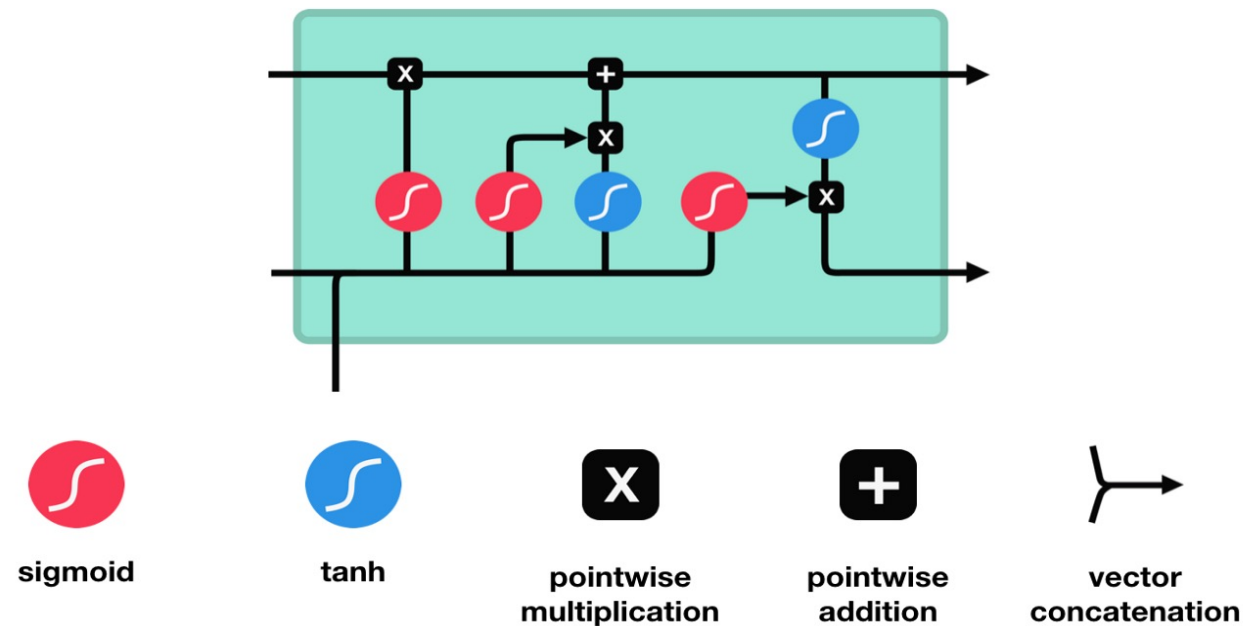 X
+
X
X
X
+
sigmoid
tanh
pointwise
multiplication
pointwise
addition
vector
concatenation